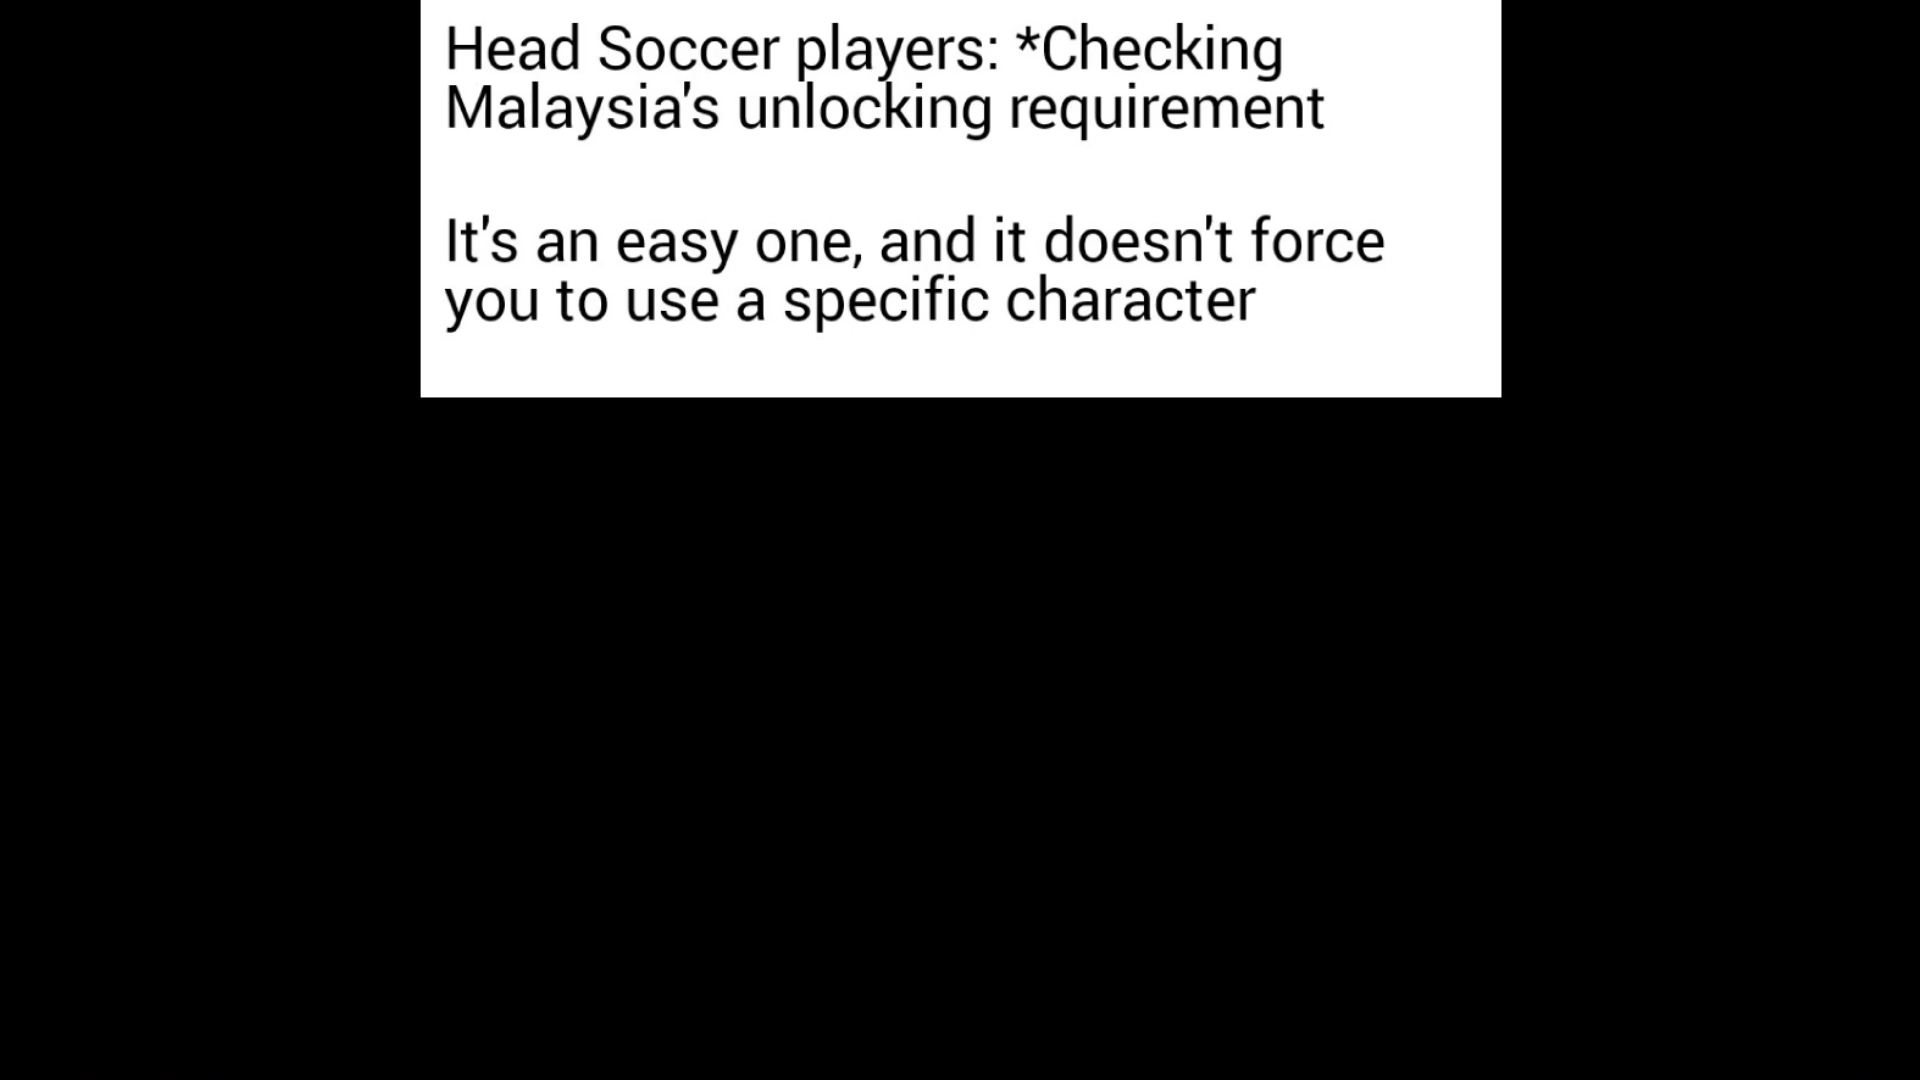 Head Soccer players: *Checking
Malaysia's unlocking requirement
It's an easy one, and it doesn't force
you to use a specific character